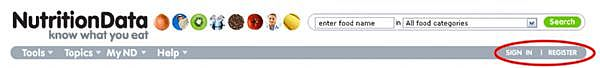 NutritionData
know what you eat
enter food name in All food categories Search
Tools Topics My ND Help SIGN IN | REGISTER